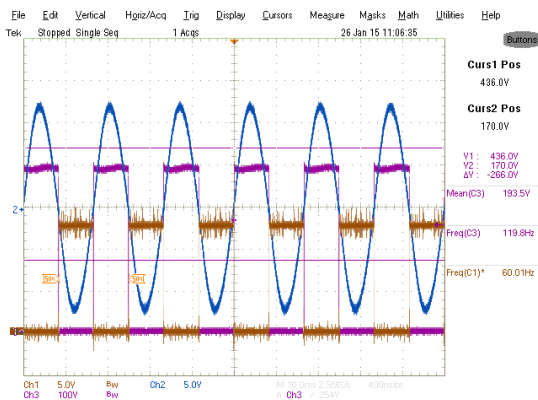 File Edit Vertical Horiz/Acq Trig Display Cursors Measure Masks Math Utilities Help
Tek Stopped Single Seq 1 Acqs 26 Jan 15 11:06:35
Buttons
Curs1 Pos
436.0V
Curs2 Pos
170.0V
V1 : 436.0V
V2 : 170.0V
ΔV : -266.0V
Mean(C3) 193.5V
Freq(C3) 119.8Hz
Freq(C1)* 60.01Hz
2
Ch1 5.0V Bw Ch2 5.0V M 10.0ms 2.5MS/s 400ns/pt
Ch3 100V Bw A Ch3 ∕ 254V